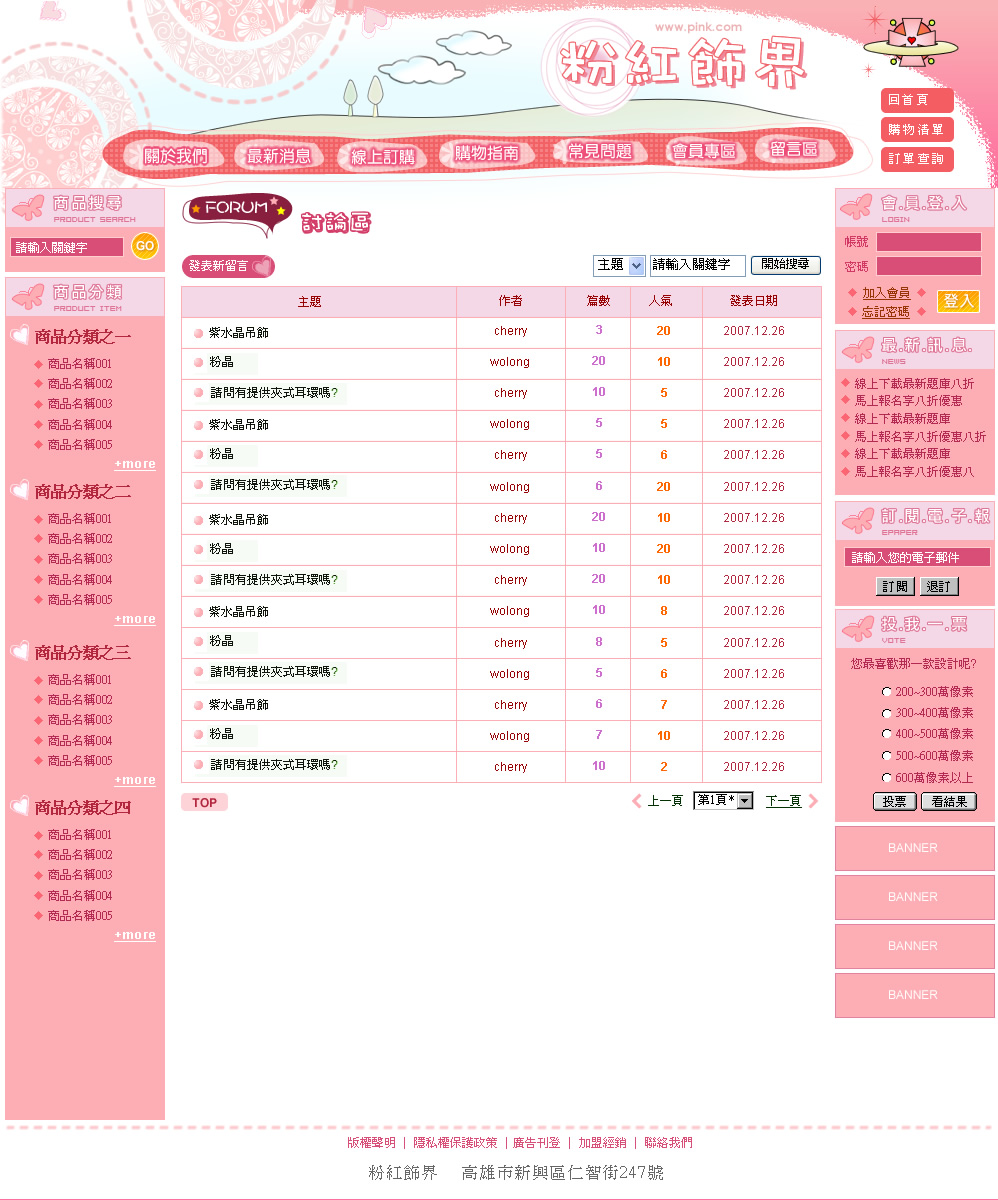 www.pink.com
粉紅飾界
回首頁
購物清單
訂單查詢
關於我們 最新消息 線上訂購 購物指南 常見問題 會員專區 留言區
商品搜尋
PRODUCT SEARCH
請輸入關鍵字 GO
商品分類
PRODUCT ITEM
商品分類之一
商品名稱001
商品名稱002
商品名稱003
商品名稱004
商品名稱005
+more
商品分類之二
商品名稱001
商品名稱002
商品名稱003
商品名稱004
商品名稱005
+more
商品分類之三
商品名稱001
商品名稱002
商品名稱003
商品名稱004
商品名稱005
+more
商品分類之四
商品名稱001
商品名稱002
商品名稱003
商品名稱004
商品名稱005
+more
FORUM 討論區
發表新留言 主題 請輸入關鍵字 開始搜尋
主題 作者 篇數 人氣 發表日期
紫水晶吊飾 cherry 3 20 2007.12.26
粉晶 wolong 20 10 2007.12.26
請問有提供夾式耳環嗎? cherry 10 5 2007.12.26
紫水晶吊飾 wolong 5 5 2007.12.26
粉晶 cherry 5 6 2007.12.26
請問有提供夾式耳環嗎? wolong 6 20 2007.12.26
紫水晶吊飾 cherry 20 10 2007.12.26
粉晶 wolong 10 20 2007.12.26
請問有提供夾式耳環嗎? cherry 20 10 2007.12.26
紫水晶吊飾 wolong 10 8 2007.12.26
粉晶 cherry 8 5 2007.12.26
請問有提供夾式耳環嗎? wolong 5 6 2007.12.26
紫水晶吊飾 cherry 6 7 2007.12.26
粉晶 wolong 7 10 2007.12.26
請問有提供夾式耳環嗎? cherry 10 2 2007.12.26
TOP 上一頁 第1頁* 下一頁
會.員.登.入
LOGIN
帳號
密碼
加入會員
忘記密碼
登入
最.新.訊.息.
NEWS
線上下載最新題庫八折
馬上報名享八折優惠
線上下載最新題庫
馬上報名享八折優惠八折
線上下載最新題庫
馬上報名享八折優惠八
訂.閱.電.子.報
EPAPER
請輸入您的電子郵件
訂閱 退訂
投.我.一.票
VOTE
您最喜歡那一款設計呢?
200~300萬像素
300~400萬像素
400~500萬像素
500~600萬像素
600萬像素以上
投票 看結果
BANNER
BANNER
BANNER
BANNER
版權聲明 | 隱私權保護政策 | 廣告刊登 | 加盟經銷 | 聯絡我們
粉紅飾界 高雄市新興區仁智街247號